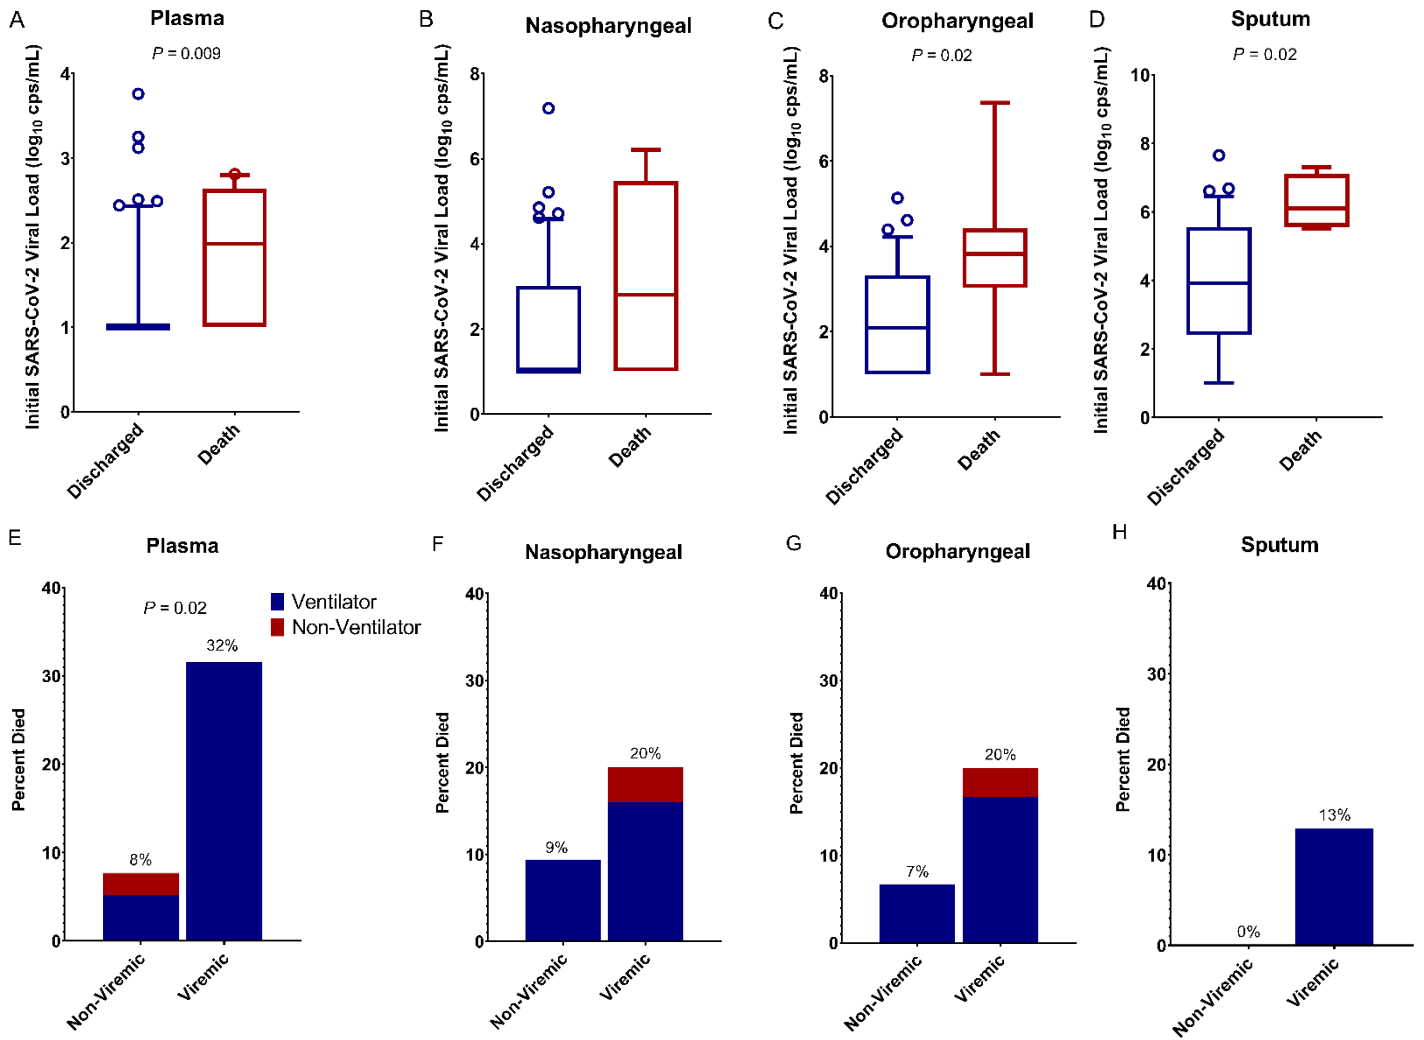 A
Plasma
P = 0.009
Initial SARS-CoV-2 Viral Load (log10 cps/mL)
4
3
2
1
0
Discharged
Death
B
Nasopharyngeal
Initial SARS-CoV-2 Viral Load (log10 cps/mL)
8
6
4
2
0
Discharged
Death
C
Oropharyngeal
P = 0.02
Initial SARS-CoV-2 Viral Load (log10 cps/mL)
8
6
4
2
0
Discharged
Death
D
Sputum
P = 0.02
Initial SARS-CoV-2 Viral Load (log10 cps/mL)
10
8
6
4
2
0
Discharged
Death
E
Plasma
P = 0.02
Ventilator
Non-Ventilator
Percent Died
40
30
20
10
0
8%
32%
Non-Viremic
Viremic
F
Nasopharyngeal
Percent Died
40
30
20
10
0
9%
20%
Non-Viremic
Viremic
G
Oropharyngeal
Percent Died
40
30
20
10
0
7%
20%
Non-Viremic
Viremic
H
Sputum
Percent Died
40
30
20
10
0
0%
13%
Non-Viremic
Viremic